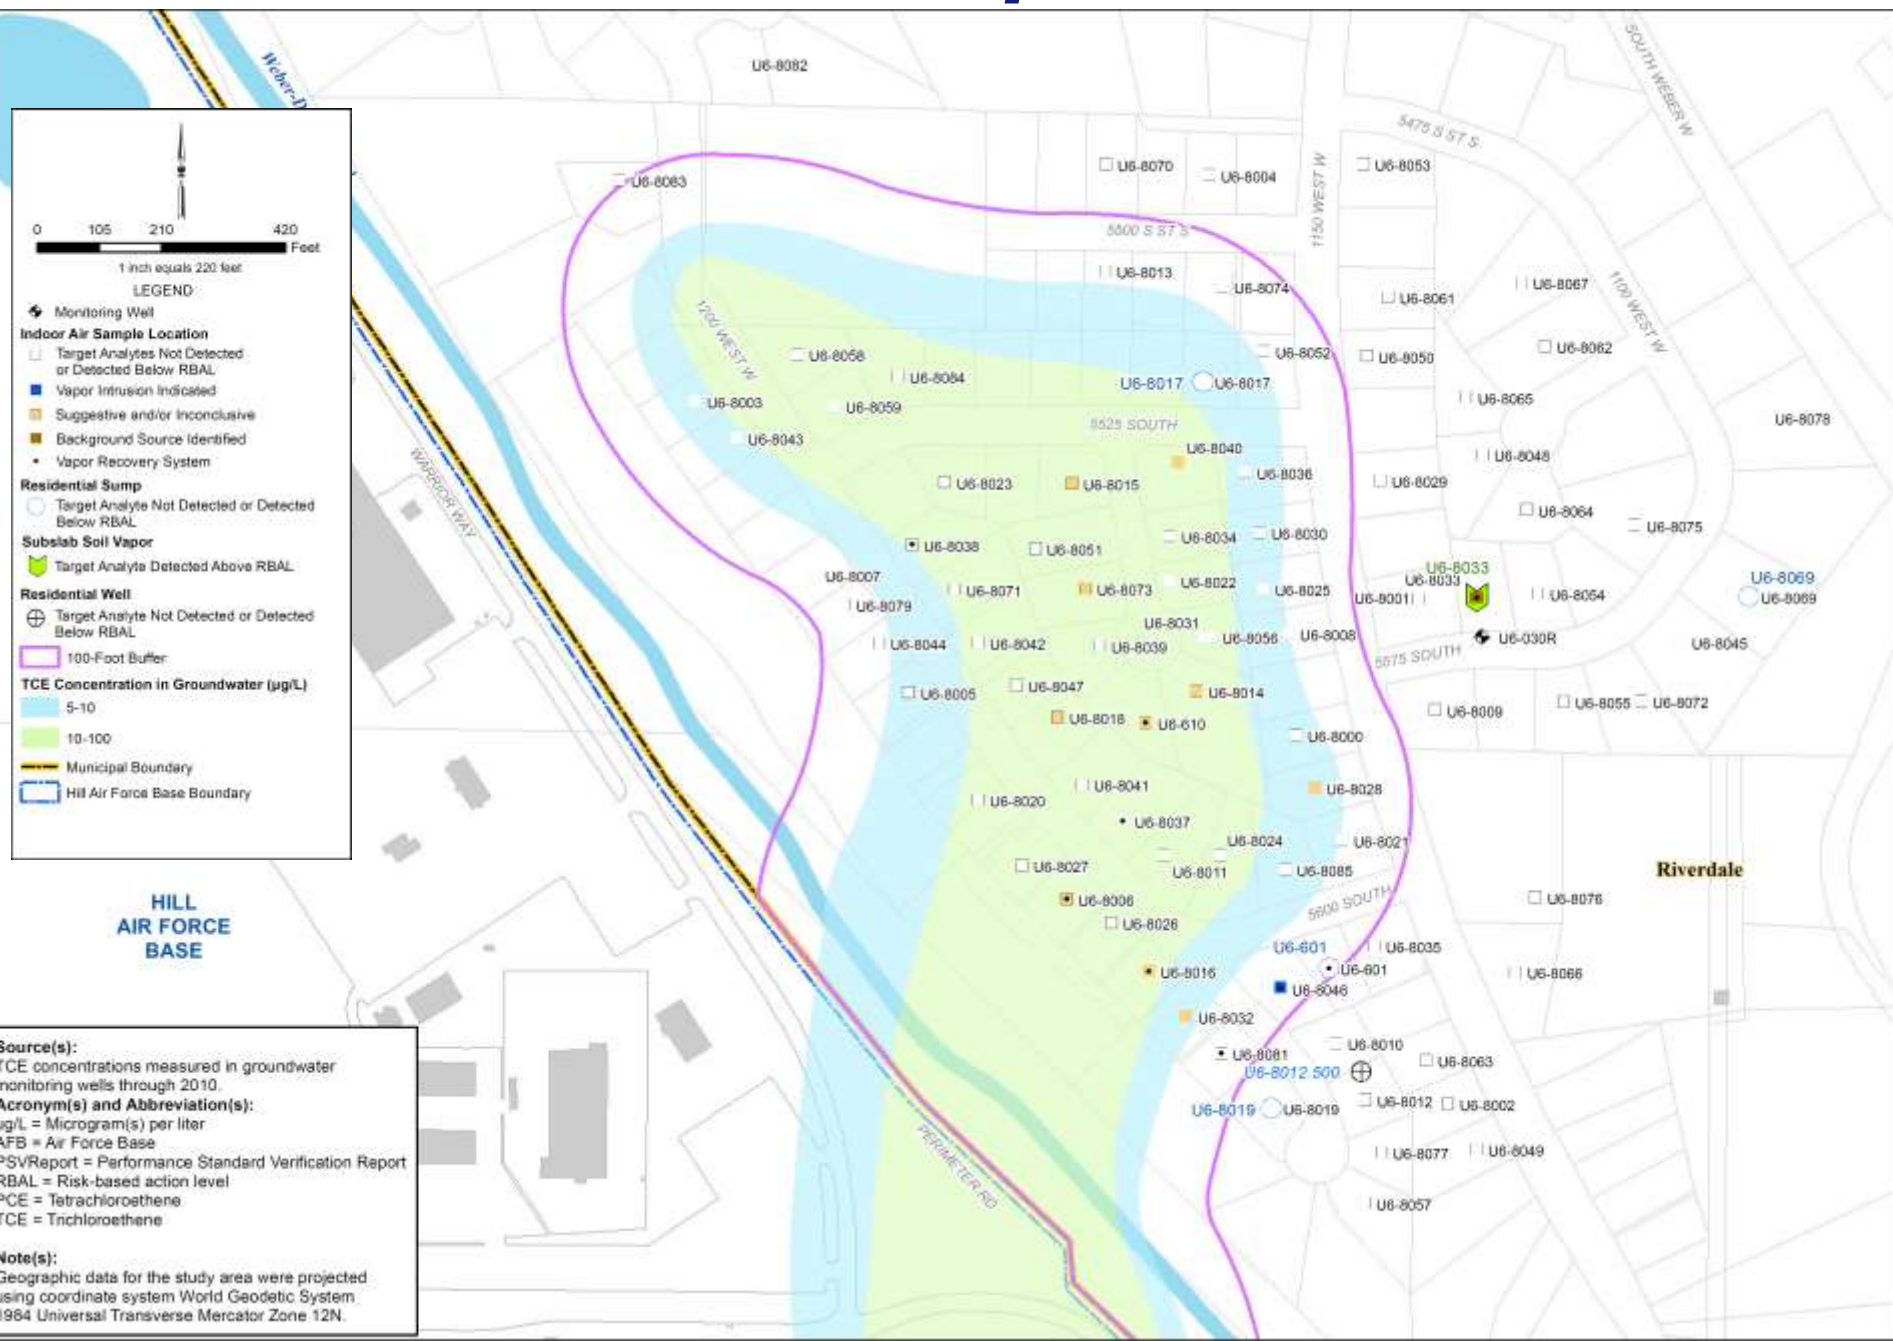 U6-8082
0 105 210 420
Feet
1 inch equals 220 feet
LEGEND
Monitoring Well
Indoor Air Sample Location
Target Analytes Not Detected
or Detected Below RBAL
Vapor Intrusion Indicated
Suggestive and/or Inconclusive
Background Source Identified
Vapor Recovery System
Residential Sump
Target Analyte Not Detected or Detected
Below RBAL
Subslab Soil Vapor
Target Analyte Detected Above RBAL
Residential Well
Target Analyte Not Detected or Detected
Below RBAL
100-Foot Buffer
TCE Concentration in Groundwater (µg/L)
5-10
10-100
Municipal Boundary
Hill Air Force Base Boundary
HILL
AIR FORCE
BASE
Source(s):
TCE concentrations measured in groundwater
monitoring wells through 2010.
Acronym(s) and Abbreviation(s):
µg/L = Microgram(s) per liter
AFB = Air Force Base
PSVReport = Performance Standard Verification Report
RBAL = Risk-based action level
PCE = Tetrachloroethene
TCE = Trichloroethene
Note(s):
Geographic data for the study area were projected
using coordinate system World Geodetic System
1984 Universal Transverse Mercator Zone 12N.
Weber-D
SOUTH WEBER W
5475 S ST S
1150 WEST W
5500 S ST S
1100 WEST W
1200 WEST W
5525 SOUTH
WARRIOR WAY
5575 SOUTH
5600 SOUTH
PERIMETER RD
Riverdale
U6-8083
U6-8070
U6-8004
U6-8053
U6-8013
U6-8074
U6-8061
U6-8067
U6-8058
U6-8084
U6-8052
U6-8050
U6-8062
U6-8017
U6-8017
U6-8003
U6-8059
U6-8065
U6-8078
U6-8043
U6-8040
U6-8048
U6-8023
U6-8015
U6-8036
U6-8029
U6-8064
U6-8075
U6-8038
U6-8051
U6-8034
U6-8030
U6-8007
U6-8079
U6-8071
U6-8073
U6-8022
U6-8025
U6-8033
U6-8033
U6-8001
U6-8054
U6-8069
U6-8069
U6-8031
U6-8044
U6-8042
U6-8039
U6-8056
U6-8008
U6-030R
U6-8045
U6-8005
U6-8047
U6-8014
U6-8018
U6-610
U6-8009
U6-8055
U6-8072
U6-8000
U6-8020
U6-8041
U6-8028
U6-8037
U6-8024
U6-8021
U6-8027
U6-8011
U6-8085
U6-8006
U6-8026
U6-8076
U6-601
U6-8035
U6-8016
U6-601
U6-8066
U6-8046
U6-8032
U6-8010
U6-8081
U6-8063
U6-8012 500
U6-8019
U6-8019
U6-8012
U6-8002
U6-8077
U6-8049
U6-8057